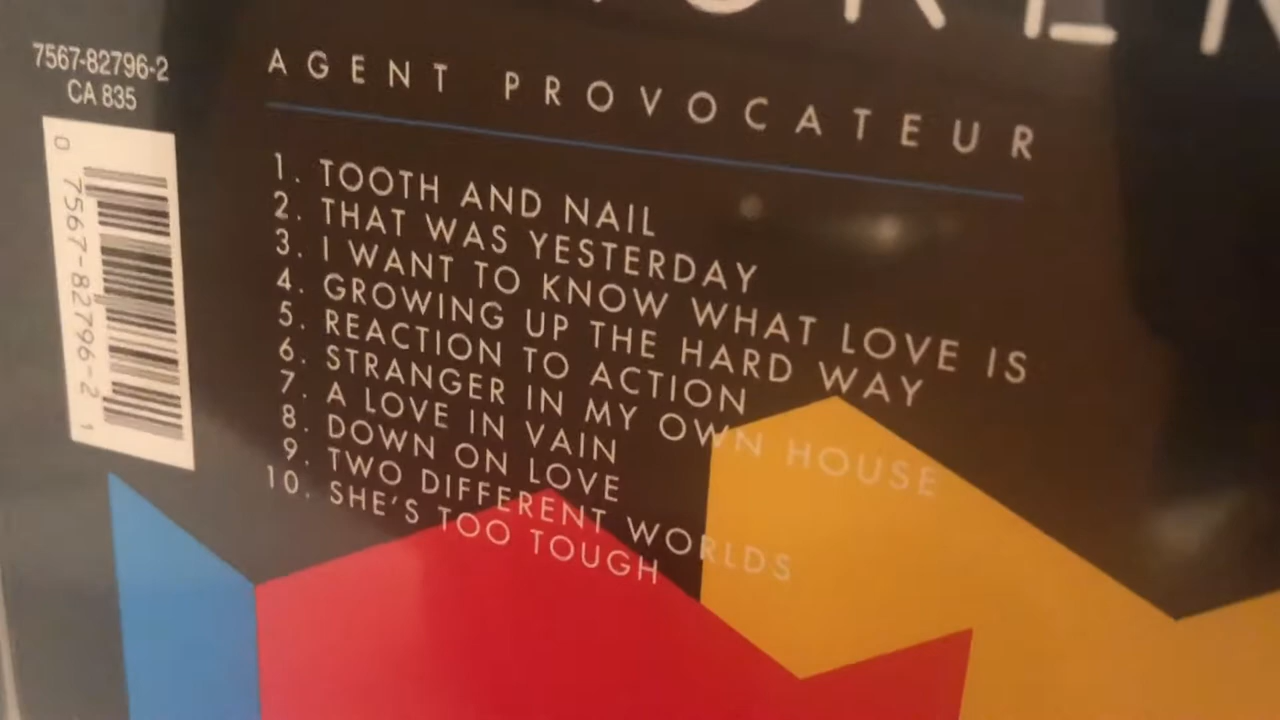 7567-82796-2
CA 835
0 7567-82796-2 1
AGENT PROVOCATEUR
1. TOOTH AND NAIL
2. THAT WAS YESTERDAY
3. I WANT TO KNOW WHAT LOVE IS
4. GROWING UP THE HARD WAY
5. REACTION TO ACTION
6. STRANGER IN MY OWN HOUSE
7. A LOVE IN VAIN
8. DOWN ON LOVE
9. TWO DIFFERENT WORLDS
10. SHE'S TOO TOUGH